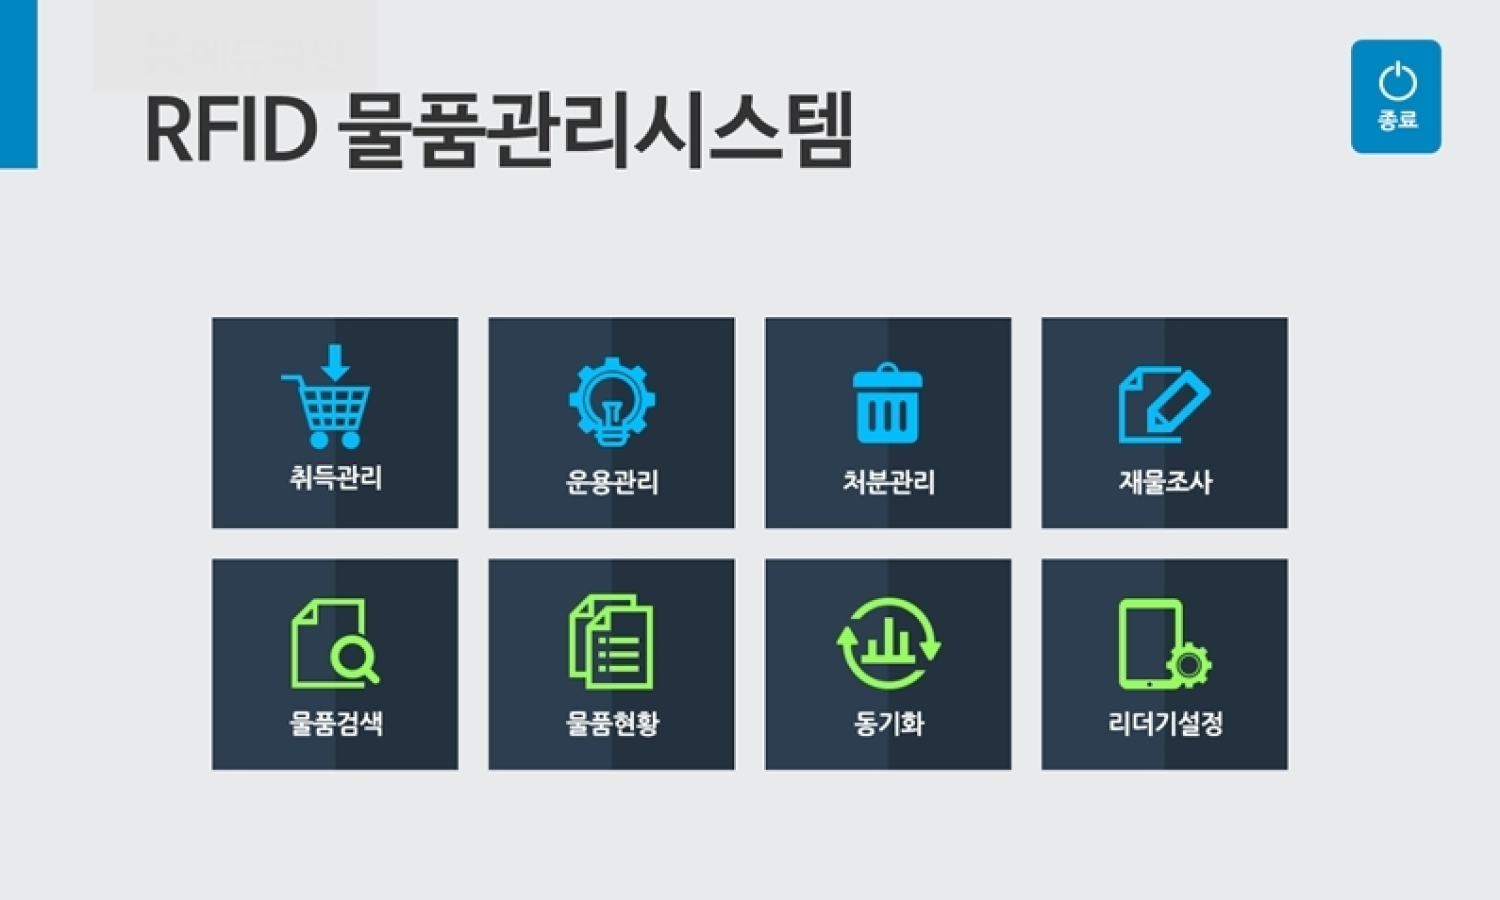 RFID 물품관리시스템
종료
취득관리
운용관리
처분관리
재물조사
물품검색
물품현황
동기화
리더기설정